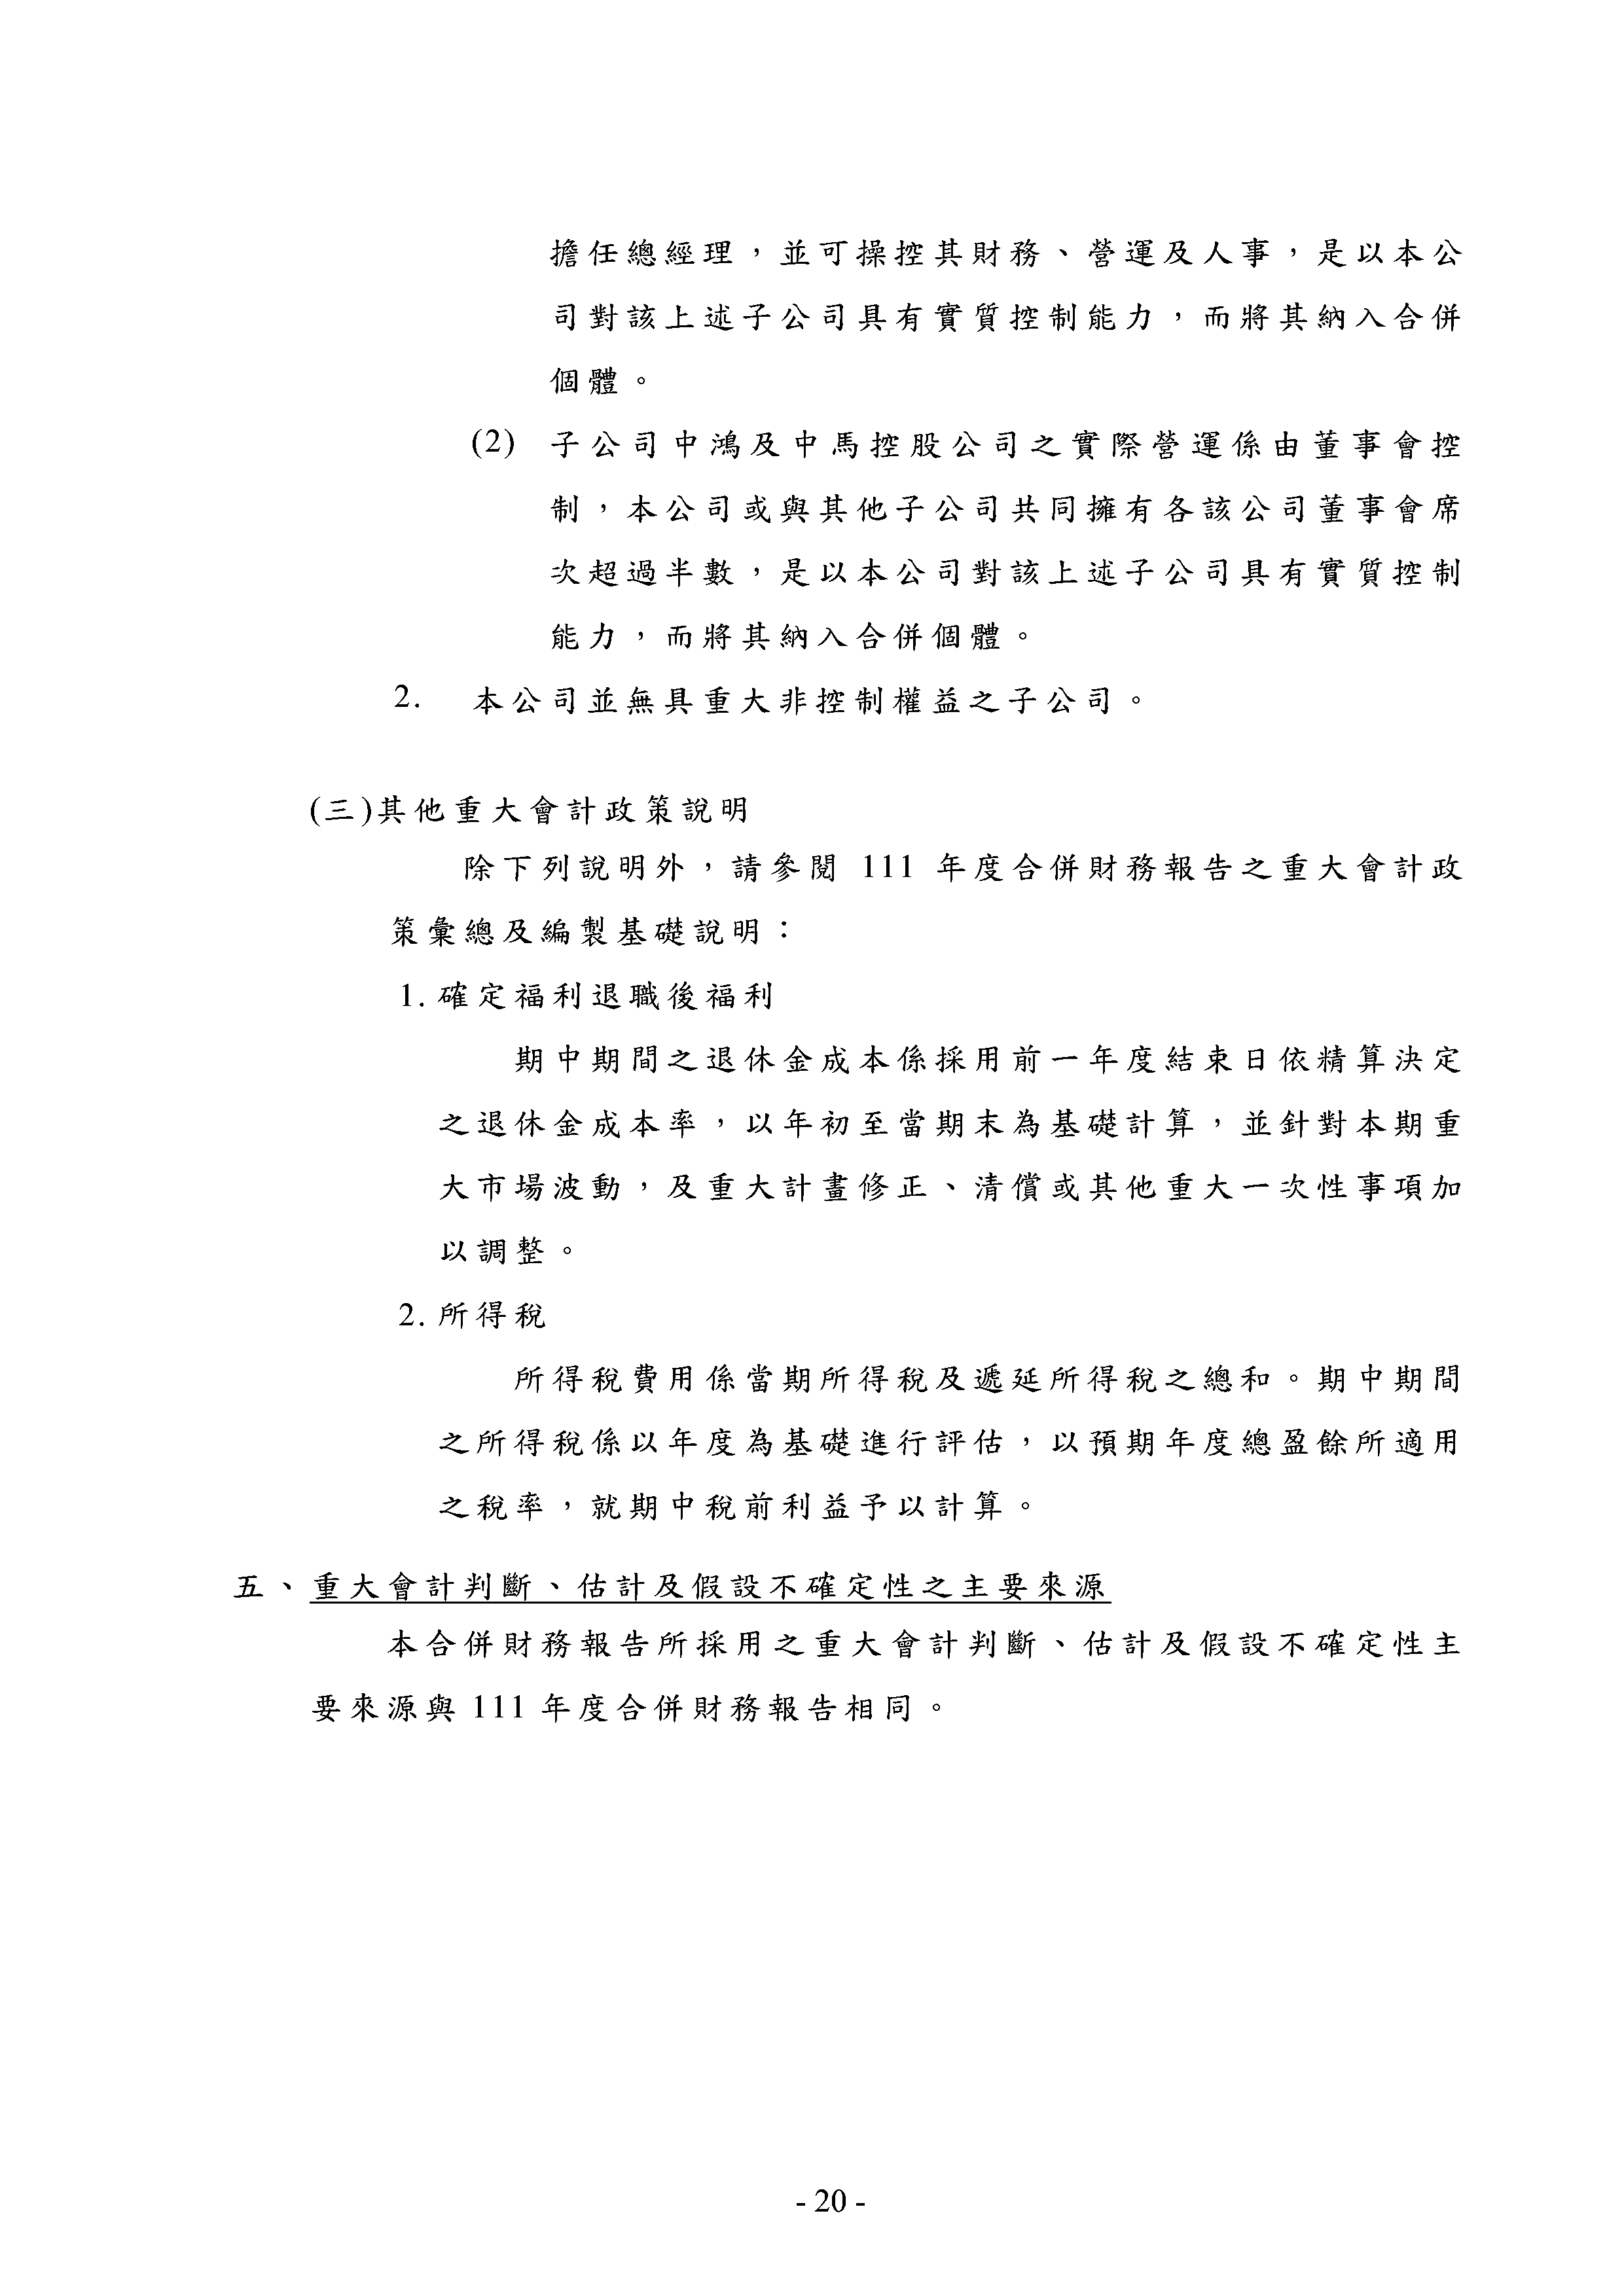 擔任總經理，並可操控其財務、營運及人事，是以本公
司對該上述子公司具有實質控制能力，而將其納入合併
個體。
(2) 子公司中鴻及中馬控股公司之實際營運係由董事會控
制，本公司或與其他子公司共同擁有各該公司董事會席
次超過半數，是以本公司對該上述子公司具有實質控制
能力，而將其納入合併個體。
2. 本公司並無具重大非控制權益之子公司。
(三)其他重大會計政策說明
除下列說明外，請參閱 111 年度合併財務報告之重大會計政
策彙總及編製基礎說明：
1. 確定福利退職後福利
期中期間之退休金成本係採用前一年度結束日依精算決定
之退休金成本率，以年初至當期末為基礎計算，並針對本期重
大市場波動，及重大計畫修正、清償或其他重大一次性事項加
以調整。
2. 所得稅
所得稅費用係當期所得稅及遞延所得稅之總和。期中期間
之所得稅係以年度為基礎進行評估，以預期年度總盈餘所適用
之稅率，就期中稅前利益予以計算。
五、重大會計判斷、估計及假設不確定性之主要來源
本合併財務報告所採用之重大會計判斷、估計及假設不確定性主
要來源與 111 年度合併財務報告相同。
- 20 -